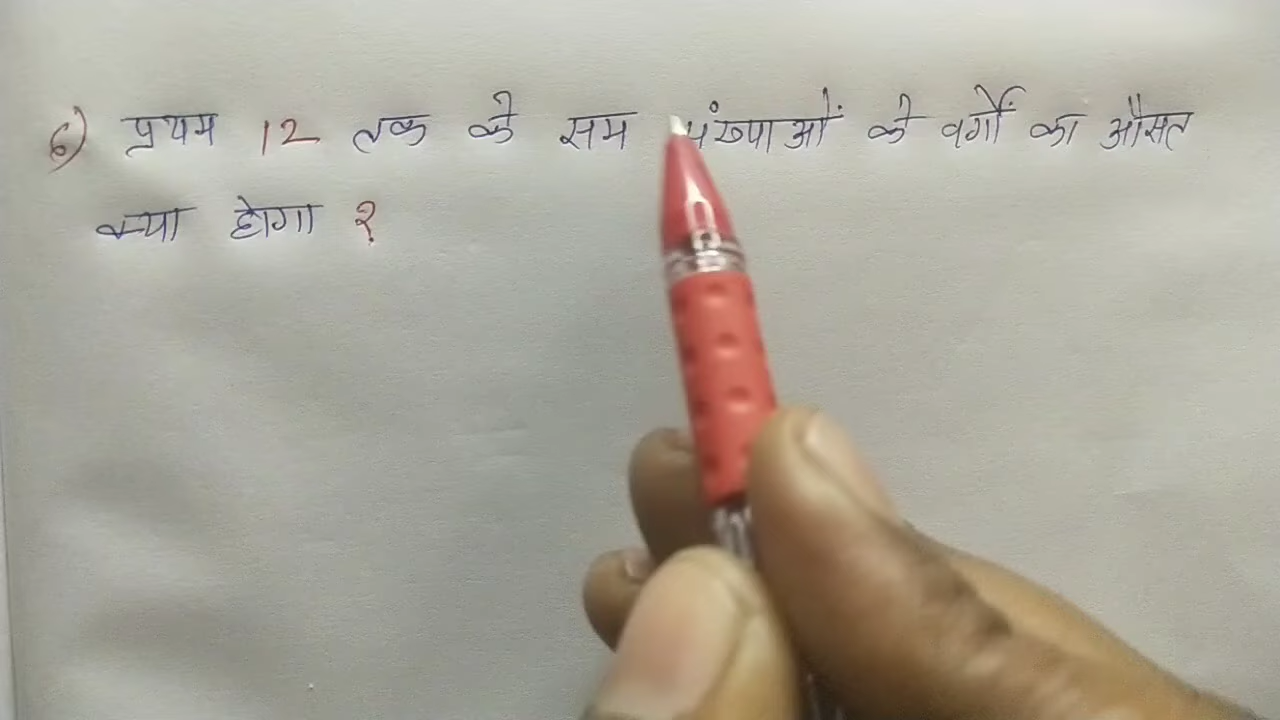 6) प्रथम 12 तक के सम संख्याओं के वर्गों का औसत
क्या होगा ?